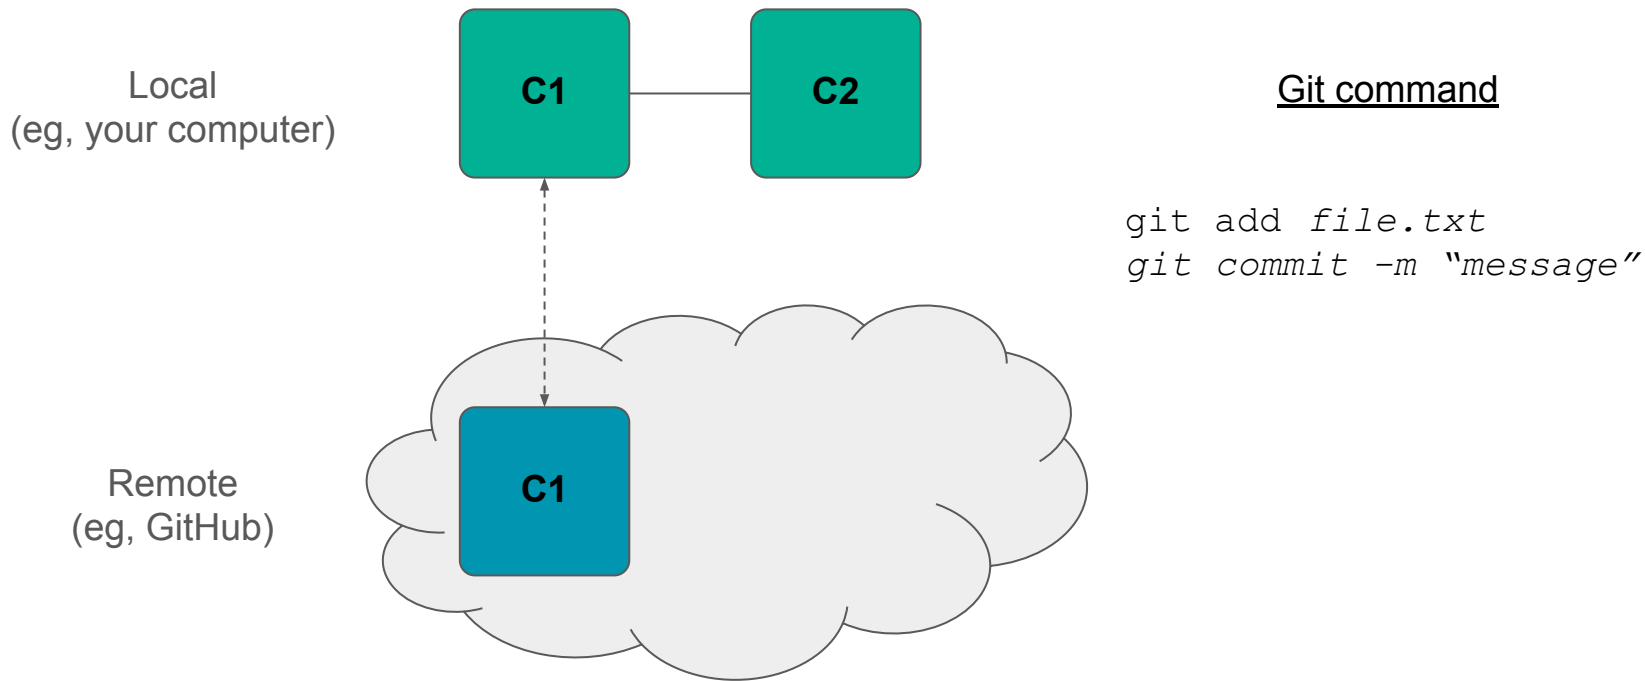 Local
(eg, your computer)
C1
C2
Git command
git add file.txt
git commit –m “message”
Remote
(eg, GitHub)
C1